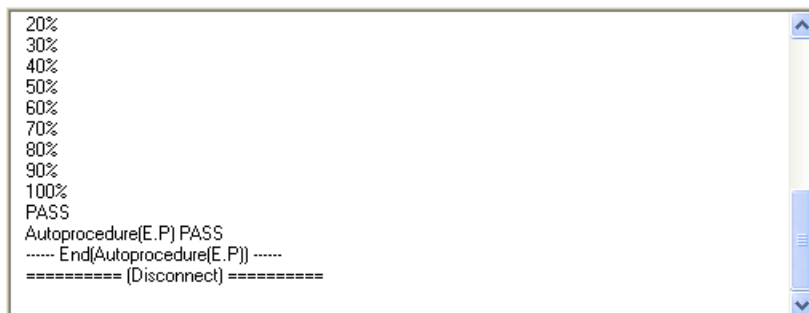 20%
30%
40%
50%
60%
70%
80%
90%
100%
PASS
Autoprocedure(E.P) PASS
------ End(Autoprocedure(E.P)) ------
========== (Disconnect) ==========